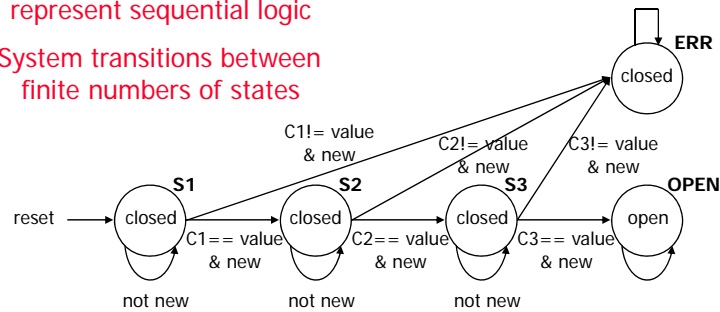 represent sequential logic
System transitions between
finite numbers of states
ERR
closed
C1!= value
& new
C2!= value
& new
C3!= value
& new
S1
S2
S3
OPEN
reset
closed
closed
closed
open
C1== value
& new
C2== value
& new
C3== value
& new
not new
not new
not new